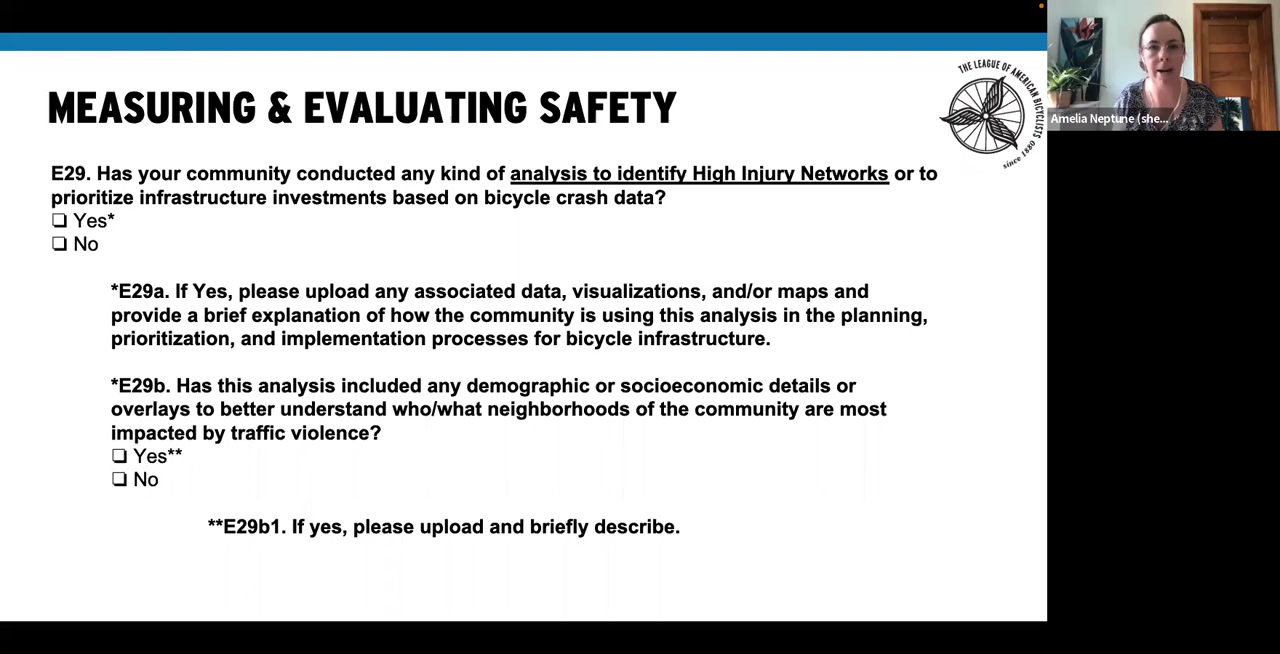 MEASURING & EVALUATING SAFETY
THE LEAGUE OF AMERICAN BICYCLISTS
since 1880
Amelia Neptune (she...
E29. Has your community conducted any kind of analysis to identify High Injury Networks or to
prioritize infrastructure investments based on bicycle crash data?
❏ Yes*
❏ No
*E29a. If Yes, please upload any associated data, visualizations, and/or maps and
provide a brief explanation of how the community is using this analysis in the planning,
prioritization, and implementation processes for bicycle infrastructure.
*E29b. Has this analysis included any demographic or socioeconomic details or
overlays to better understand who/what neighborhoods of the community are most
impacted by traffic violence?
❏ Yes**
❏ No
**E29b1. If yes, please upload and briefly describe.